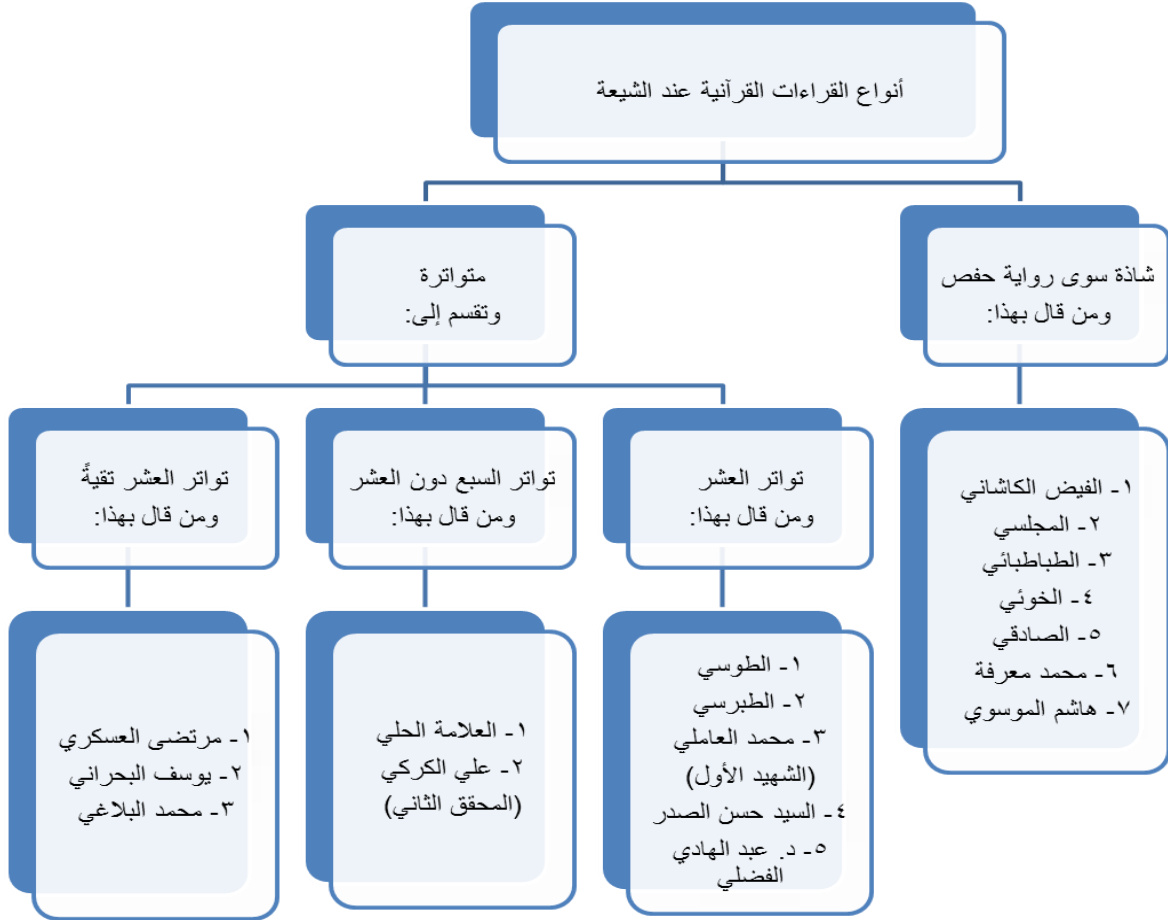 أنواع القراءات القرآنية عند الشيعة
شاذة سوى رواية حفص
ومن قال بهذا:
١- الفيض الكاشاني
٢- المجلسي
٣- الطباطبائي
٤- الخوئي
٥- الصادقي
٦- محمد معرفة
٧- هاشم الموسوي
متواترة
وتقسم إلى:
تواتر العشر
ومن قال بهذا:
١- الطوسي
٢- الطبرسي
٣- محمد العاملي
(الشهيد الأول)
٤- السيد حسن الصدر
٥- د. عبد الهادي
الفضلي
تواتر السبع دون العشر
ومن قال بهذا:
١- العلامة الحلي
٢- علي الكركي
(المحقق الثاني)
تواتر العشر تقيةً
ومن قال بهذا:
١- مرتضى العسكري
٢- يوسف البحراني
٣- محمد البلاغي